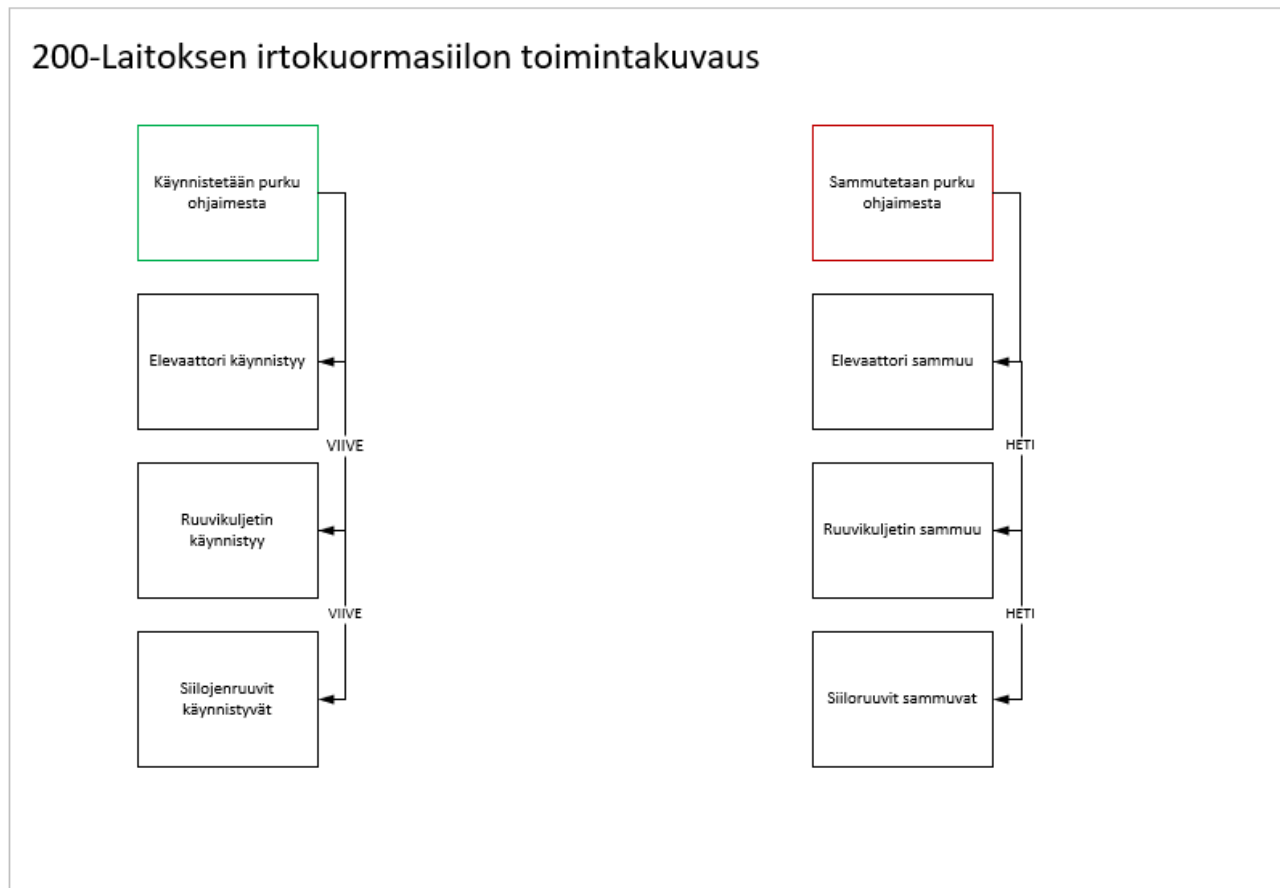 200-Laitoksen irtokuormasiilon toimintakuvaus
Käynnistetään purku
ohjaimesta
Elevaattori käynnistyy
VIIVE
Ruuvikuljetin
käynnistyy
VIIVE
Siilojenruuvit
käynnistyvät
Sammutetaan purku
ohjaimesta
Elevaattori sammuu
HETI
Ruuvikuljetin sammuu
HETI
Siiloruuvit sammuvat